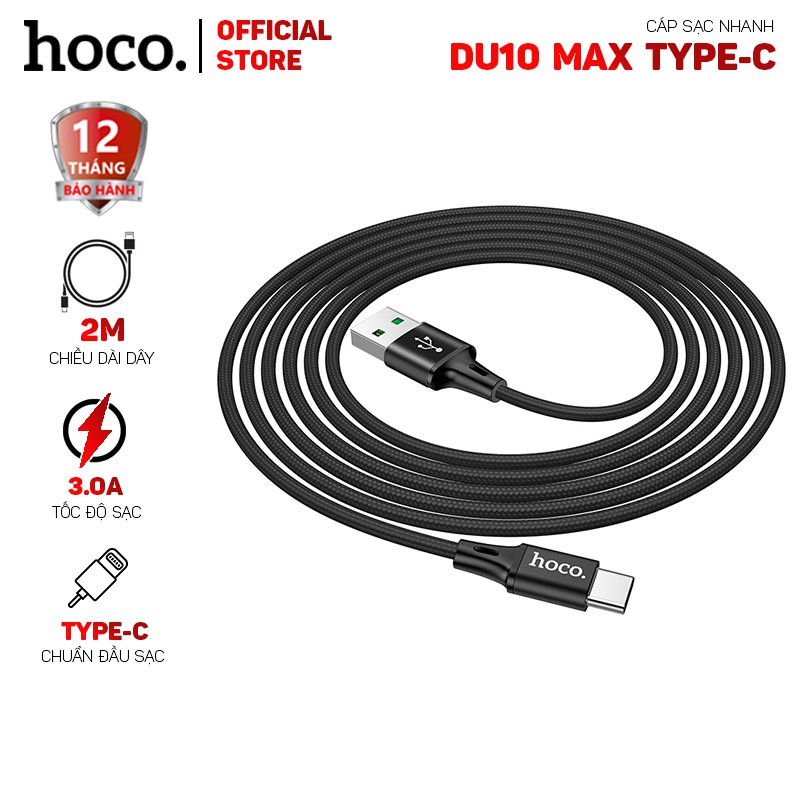 hoco.
OFFICIAL
STORE
CÁP SẠC NHANH
DU10 MAX TYPE-C
12
THÁNG
BẢO HÀNH
2M
CHIỀU DÀI DÂY
3.0A
TỐC ĐỘ SẠC
TYPE-C
CHUẨN ĐẦU SẠC
hoco.